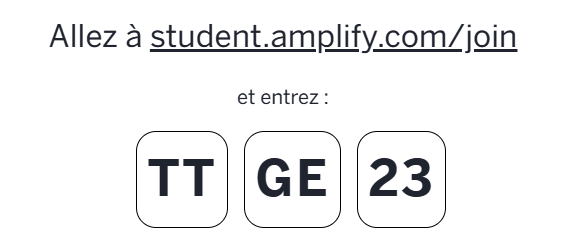 Allez à student.amplify.com/join
et entrez :
TT GE 23